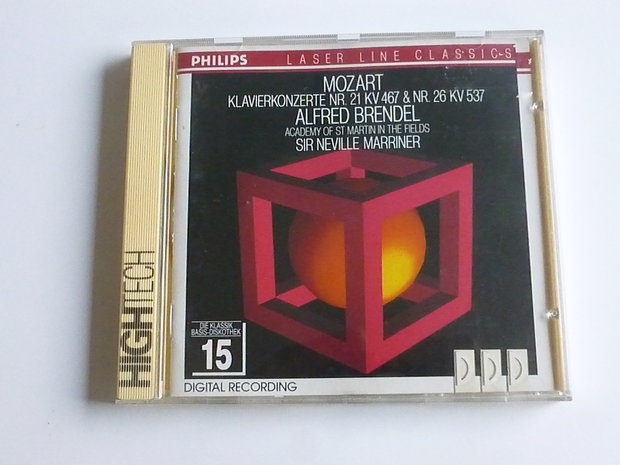 PHILIPS LASER LINE CLASSICS
MOZART
KLAVIERKONZERTE NR. 21 KV 467 & NR. 26 KV 537
ALFRED BRENDEL
ACADEMY OF ST MARTIN IN THE FIELDS
SIR NEVILLE MARRINER
HIGHTECH
DIE KLASSIK
BASIS-DISKOTHEK
15
DIGITAL RECORDING
DDD